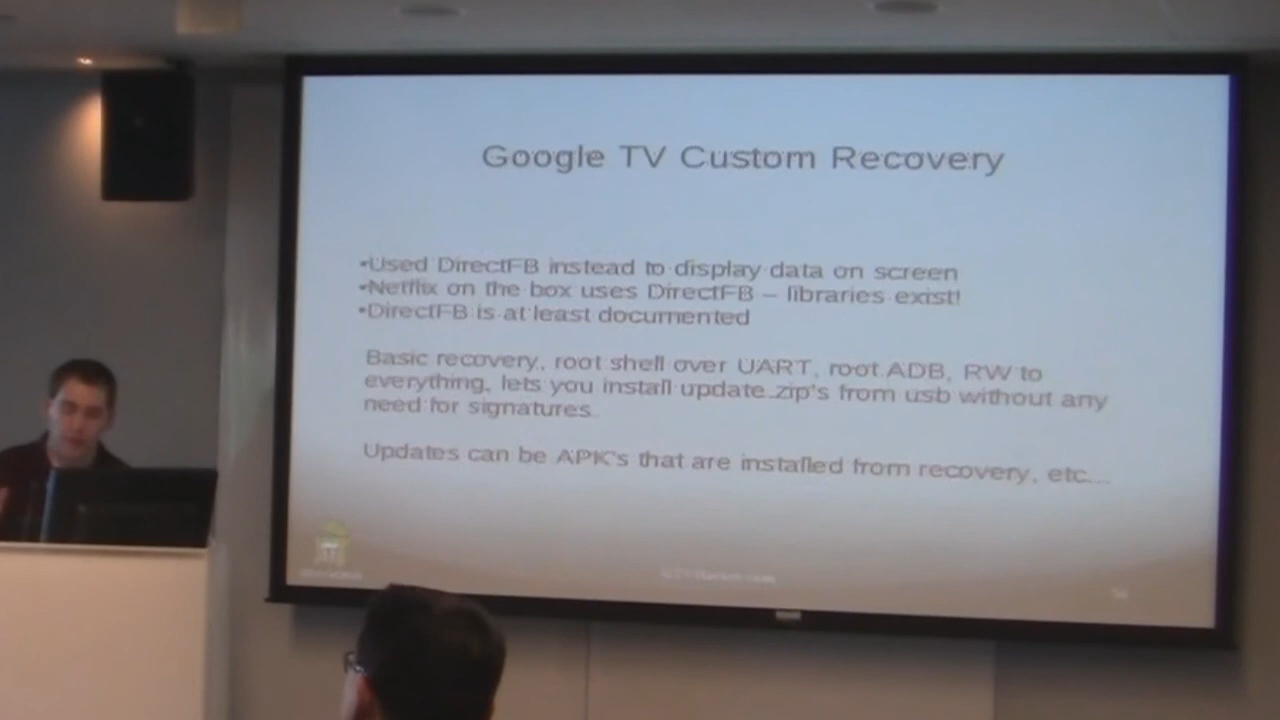 Google TV Custom Recovery
•Used DirectFB instead to display data on screen
•Netflix on the box uses DirectFB – libraries exist!
•DirectFB is at least documented
Basic recovery, root shell over UART, root ADB, RW to
everything, lets you install update.zip's from usb without any
need for signatures.
Updates can be APK's that are installed from recovery, etc....